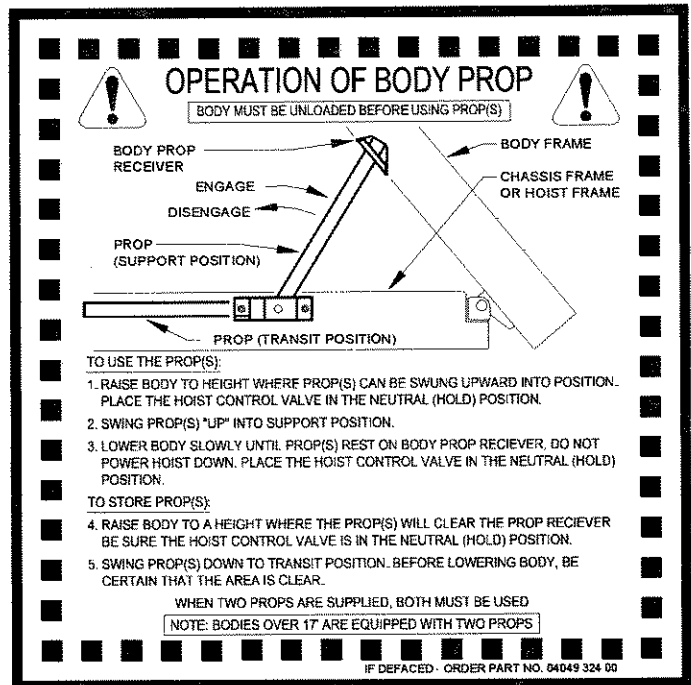 OPERATION OF BODY PROP
BODY MUST BE UNLOADED BEFORE USING PROP(S)
BODY PROP
RECEIVER
BODY FRAME
ENGAGE
CHASSIS FRAME
OR HOIST FRAME
DISENGAGE
PROP
(SUPPORT POSITION)
PROP (TRANSIT POSITION)
TO USE THE PROP(S):
1. RAISE BODY TO HEIGHT WHERE PROP(S) CAN BE SWUNG UPWARD INTO POSITION.
PLACE THE HOIST CONTROL VALVE IN THE NEUTRAL (HOLD) POSITION.
2. SWING PROP(S) "UP" INTO SUPPORT POSITION.
3. LOWER BODY SLOWLY UNTIL PROP(S) REST ON BODY PROP RECIEVER, DO NOT
POWER HOIST DOWN. PLACE THE HOIST CONTROL VALVE IN THE NEUTRAL (HOLD)
POSITION.
TO STORE PROP(S):
4. RAISE BODY TO A HEIGHT WHERE THE PROP(S) WILL CLEAR THE PROP RECIEVER
BE SURE THE HOIST CONTROL VALVE IS IN THE NEUTRAL (HOLD) POSITION.
5. SWING PROP(S) DOWN TO TRANSIT POSITION. BEFORE LOWERING BODY, BE
CERTAIN THAT THE AREA IS CLEAR.
WHEN TWO PROPS ARE SUPPLIED, BOTH MUST BE USED
NOTE: BODIES OVER 17' ARE EQUIPPED WITH TWO PROPS
IF DEFACED - ORDER PART NO. 04049 324 00